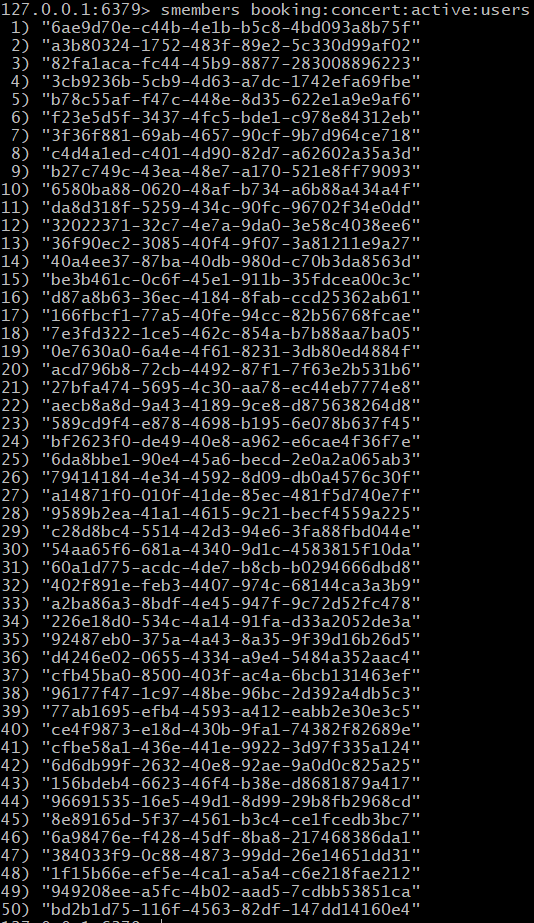 127.0.0.1:6379> smembers booking:concert:active:users
1) "6ae9d70e-c44b-4e1b-b5c8-4bd093a8b75f"
2) "a3b80324-1752-483f-89e2-5c330d99af02"
3) "82fa1aca-fc44-45b9-8877-283008896223"
4) "3cb9236b-5cb9-4d63-a7dc-1742efa69fbe"
5) "b78c55af-f47c-448e-8d35-622e1a9e9af6"
6) "f23e5d5f-3437-4fc5-bde1-c978e84312eb"
7) "3f36f881-69ab-4657-90cf-9b7d964ce718"
8) "c4d4a1ed-c401-4d90-82d7-a62602a35a3d"
9) "b27c749c-43ea-48e7-a170-521e8ff79093"
10) "6580ba88-0620-48af-b734-a6b88a434a4f"
11) "da8d318f-5259-434c-90fc-96702f34e0dd"
12) "32022371-32c7-4e7a-9da0-3e58c4038ee6"
13) "36f90ec2-3085-40f4-9f07-3a81211e9a27"
14) "40a4ee37-87ba-40db-980d-c70b3da8563d"
15) "be3b461c-0c6f-45e1-911b-35fdcea00c3c"
16) "d87a8b63-36ec-4184-8fab-ccd25362ab61"
17) "166fbcf1-77a5-40fe-94cc-82b56768fcae"
18) "7e3fd322-1ce5-462c-854a-b7b88aa7ba05"
19) "0e7630a0-6a4e-4f61-8231-3db80ed4884f"
20) "acd796b8-72cb-4492-87f1-7f63e2b531b6"
21) "27bfa474-5695-4c30-aa78-ec44eb7774e8"
22) "aecb8a8d-9a43-4189-9ce8-d875638264d8"
23) "589cd9f4-e878-4698-b195-6e078b637f45"
24) "bf2623f0-de49-40e8-a962-e6cae4f36f7e"
25) "6da8bbe1-90e4-45a6-becd-2e0a2a065ab3"
26) "79414184-4e34-4592-8d09-db0a4576c30f"
27) "a14871f0-010f-41de-85ec-481f5d740e7f"
28) "9589b2ea-41a1-4615-9c21-becf4559a225"
29) "c28d8bc4-5514-42d3-94e6-3fa88fbd044e"
30) "54aa65f6-681a-4340-9d1c-4583815f10da"
31) "60a1d775-acdc-4de7-b8cb-b0294666dbd8"
32) "402f891e-feb3-4407-974c-68144ca3a3b9"
33) "a2ba86a3-8bdf-4e45-947f-9c72d52fc478"
34) "226e18d0-534c-4a14-91fa-d33a2052de3a"
35) "92487eb0-375a-4a43-8a35-9f39d16b26d5"
36) "d4246e02-0655-4334-a9e4-5484a352aac4"
37) "cfb45ba0-8500-403f-ac4a-6bcb131463ef"
38) "96177f47-1c97-48be-96bc-2d392a4db5c3"
39) "77ab1695-efb4-4593-a412-eabb2e30e3c5"
40) "ce4f9873-e18d-430b-9fa1-74382f82689e"
41) "cfbe58a1-436e-441e-9922-3d97f335a124"
42) "6d6db99f-2632-40e8-92ae-9a0d0c825a25"
43) "156bdeb4-6623-46f4-b38e-d8681879a417"
44) "96691535-16e5-49d1-8d99-29b8fb2968cd"
45) "8e89165d-5f37-4561-b3c4-ce1fcedb3bc7"
46) "6a98476e-f428-45df-8ba8-217468386da1"
47) "384033f9-0c88-4873-99dd-26e14651dd31"
48) "1f15b66e-ef5e-4ca1-a5a4-c6e218fae212"
49) "949208ee-a5fc-4b02-aad5-7cdbb53851ca"
50) "bd2b1d75-116f-4563-82df-147dd14160e4"